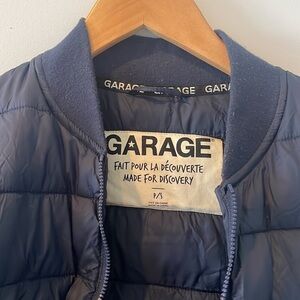 GARAGE GARAGE GARA
GARAGE
FAIT POUR LA DÉCOUVERTE
MADE FOR DISCOVERY
P/S